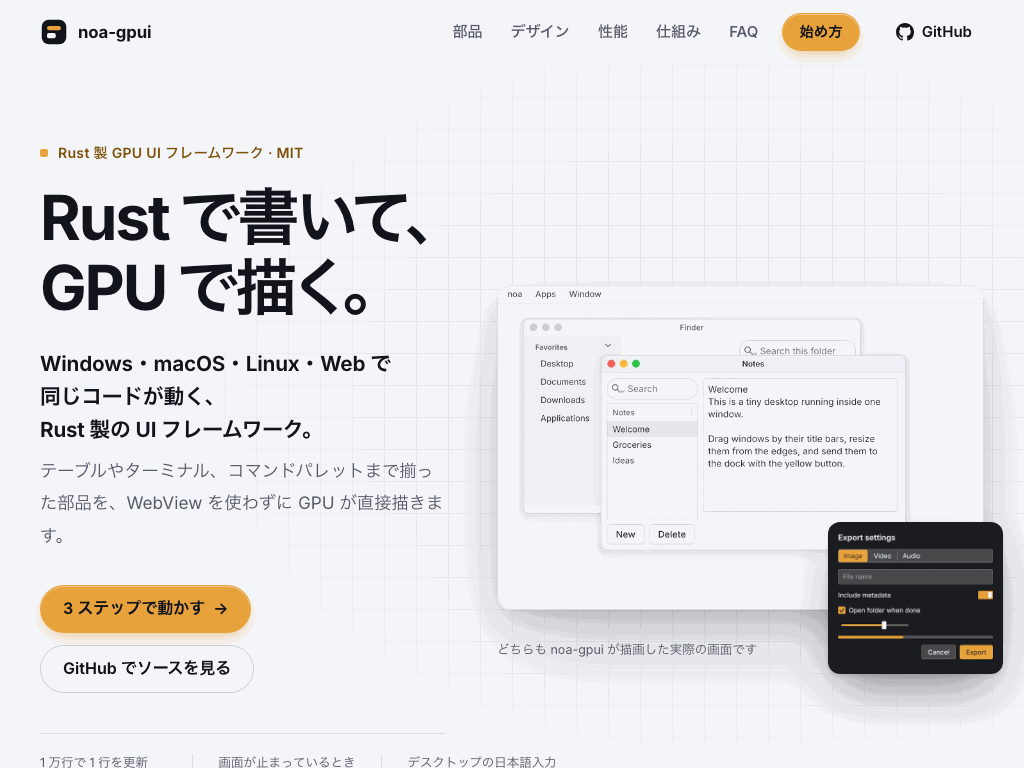 noa-gpui
部品 デザイン 性能 仕組み FAQ 始め方 GitHub
Rust 製 GPU UI フレームワーク · MIT
Rust で書いて、
GPU で描く。
Windows・macOS・Linux・Web で
同じコードが動く、
Rust 製の UI フレームワーク。
テーブルやターミナル、コマンドパレットまで揃っ
た部品を、WebView を使わずに GPU が直接描きま
す。
3 ステップで動かす →
GitHub でソースを見る
noa Apps Window
Finder
Favorites
Search this folder
Desktop
Documents
Downloads
Applications
Notes
Search
Notes
Welcome
Groceries
Ideas
New Delete
Welcome
This is a tiny desktop running inside one
window.
Drag windows by their title bars, resize
them from the edges, and send them to
the dock with the yellow button.
Export settings
Image Video Audio
File name
Include metadata
Open folder when done
Cancel Export
どちらも noa-gpui が描画した実際の画面です
1 万行で 1 行を更新
画面が止まっているとき
デスクトップの日本語入力